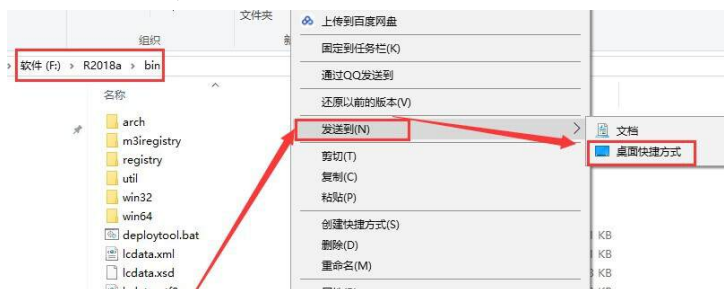 文件夹
上传到百度网盘
组织
固定到任务栏(K)
软件 (F:) > R2018a > bin
通过QQ发送到
名称
还原以前的版本(V)
arch
发送到(N)
文档
m3iregistry
桌面快捷方式
registry
剪切(T)
util
复制(C)
win32
粘贴(P)
win64
创建快捷方式(S)
deploytool.bat
KB
删除(D)
lcdata.xml
KB
重命名(M)
lcdata.xsd
KB